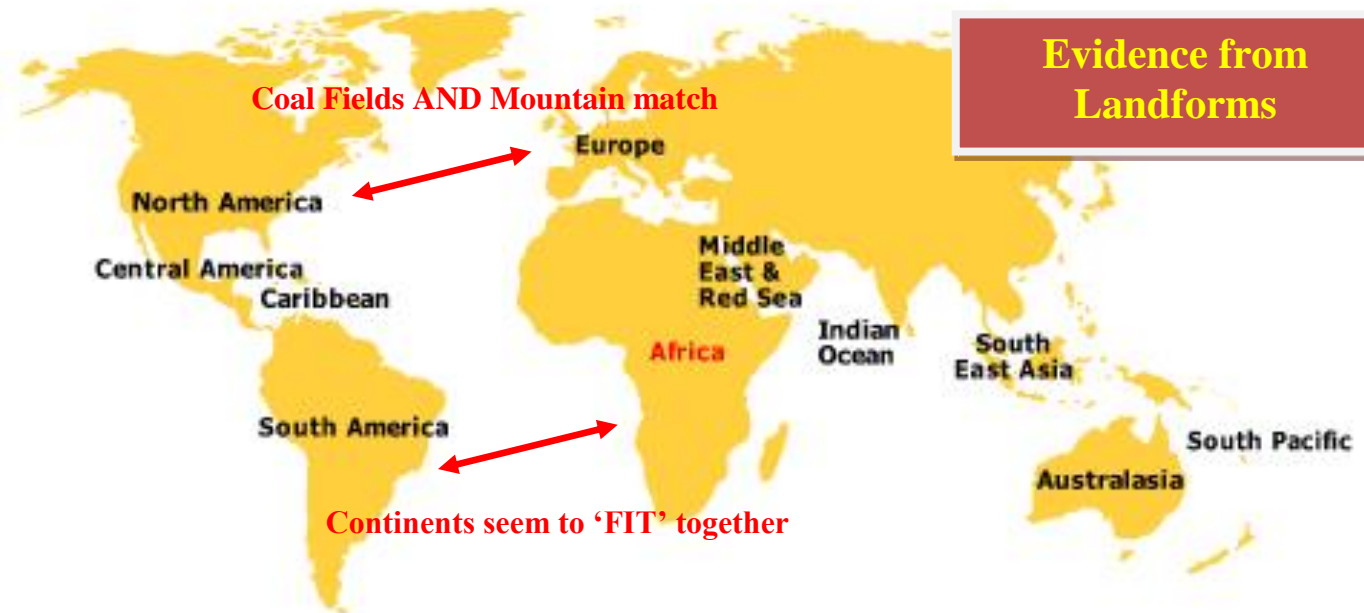 Evidence from
Landforms
Coal Fields AND Mountain match
Europe
North America
Middle
East &
Red Sea
Central America
Caribbean
Indian
Ocean
Africa
South
East Asia
South America
South Pacific
Australasia
Continents seem to ‘FIT’ together